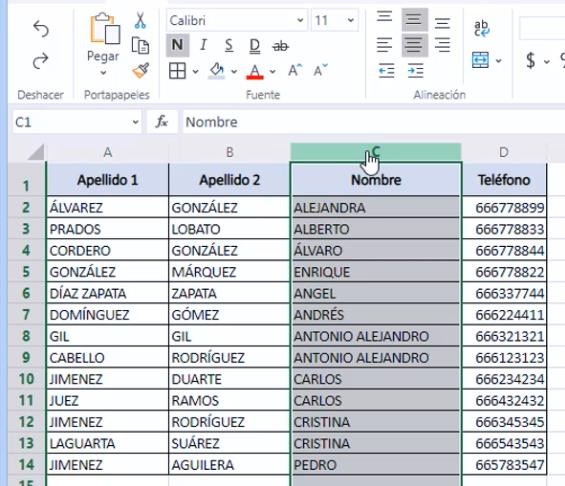 Calibri 11
Pegar N I S D ab ab $ %
A A A
Deshacer Portapapeles Fuente Alineación
C1 fx Nombre
A B C D
1 Apellido 1 Apellido 2 Nombre Teléfono
2 ÁLVAREZ GONZÁLEZ ALEJANDRA 666778899
3 PRADOS LOBATO ALBERTO 666778833
4 CORDERO GONZÁLEZ ÁLVARO 666778844
5 GONZÁLEZ MÁRQUEZ ENRIQUE 666778822
6 DÍAZ ZAPATA ZAPATA ANGEL 666337744
7 DOMÍNGUEZ GÓMEZ ANDRÉS 666224411
8 GIL GIL ANTONIO ALEJANDRO 666321321
9 CABELLO RODRÍGUEZ ANTONIO ALEJANDRO 666123123
10 JIMENEZ DUARTE CARLOS 666234234
11 JUEZ RAMOS CARLOS 666432432
12 JIMENEZ RODRÍGUEZ CRISTINA 666345345
13 LAGUARTA SUÁREZ CRISTINA 666543543
14 JIMENEZ AGUILERA PEDRO 665783547